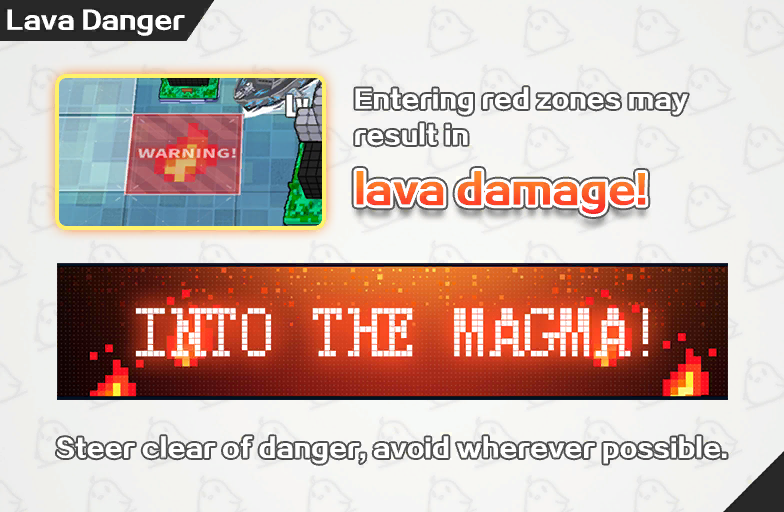 Lava Danger
WARNING!
Entering red zones may
result in
lava damage!
INTO THE MAGMA!
Steer clear of danger, avoid wherever possible.